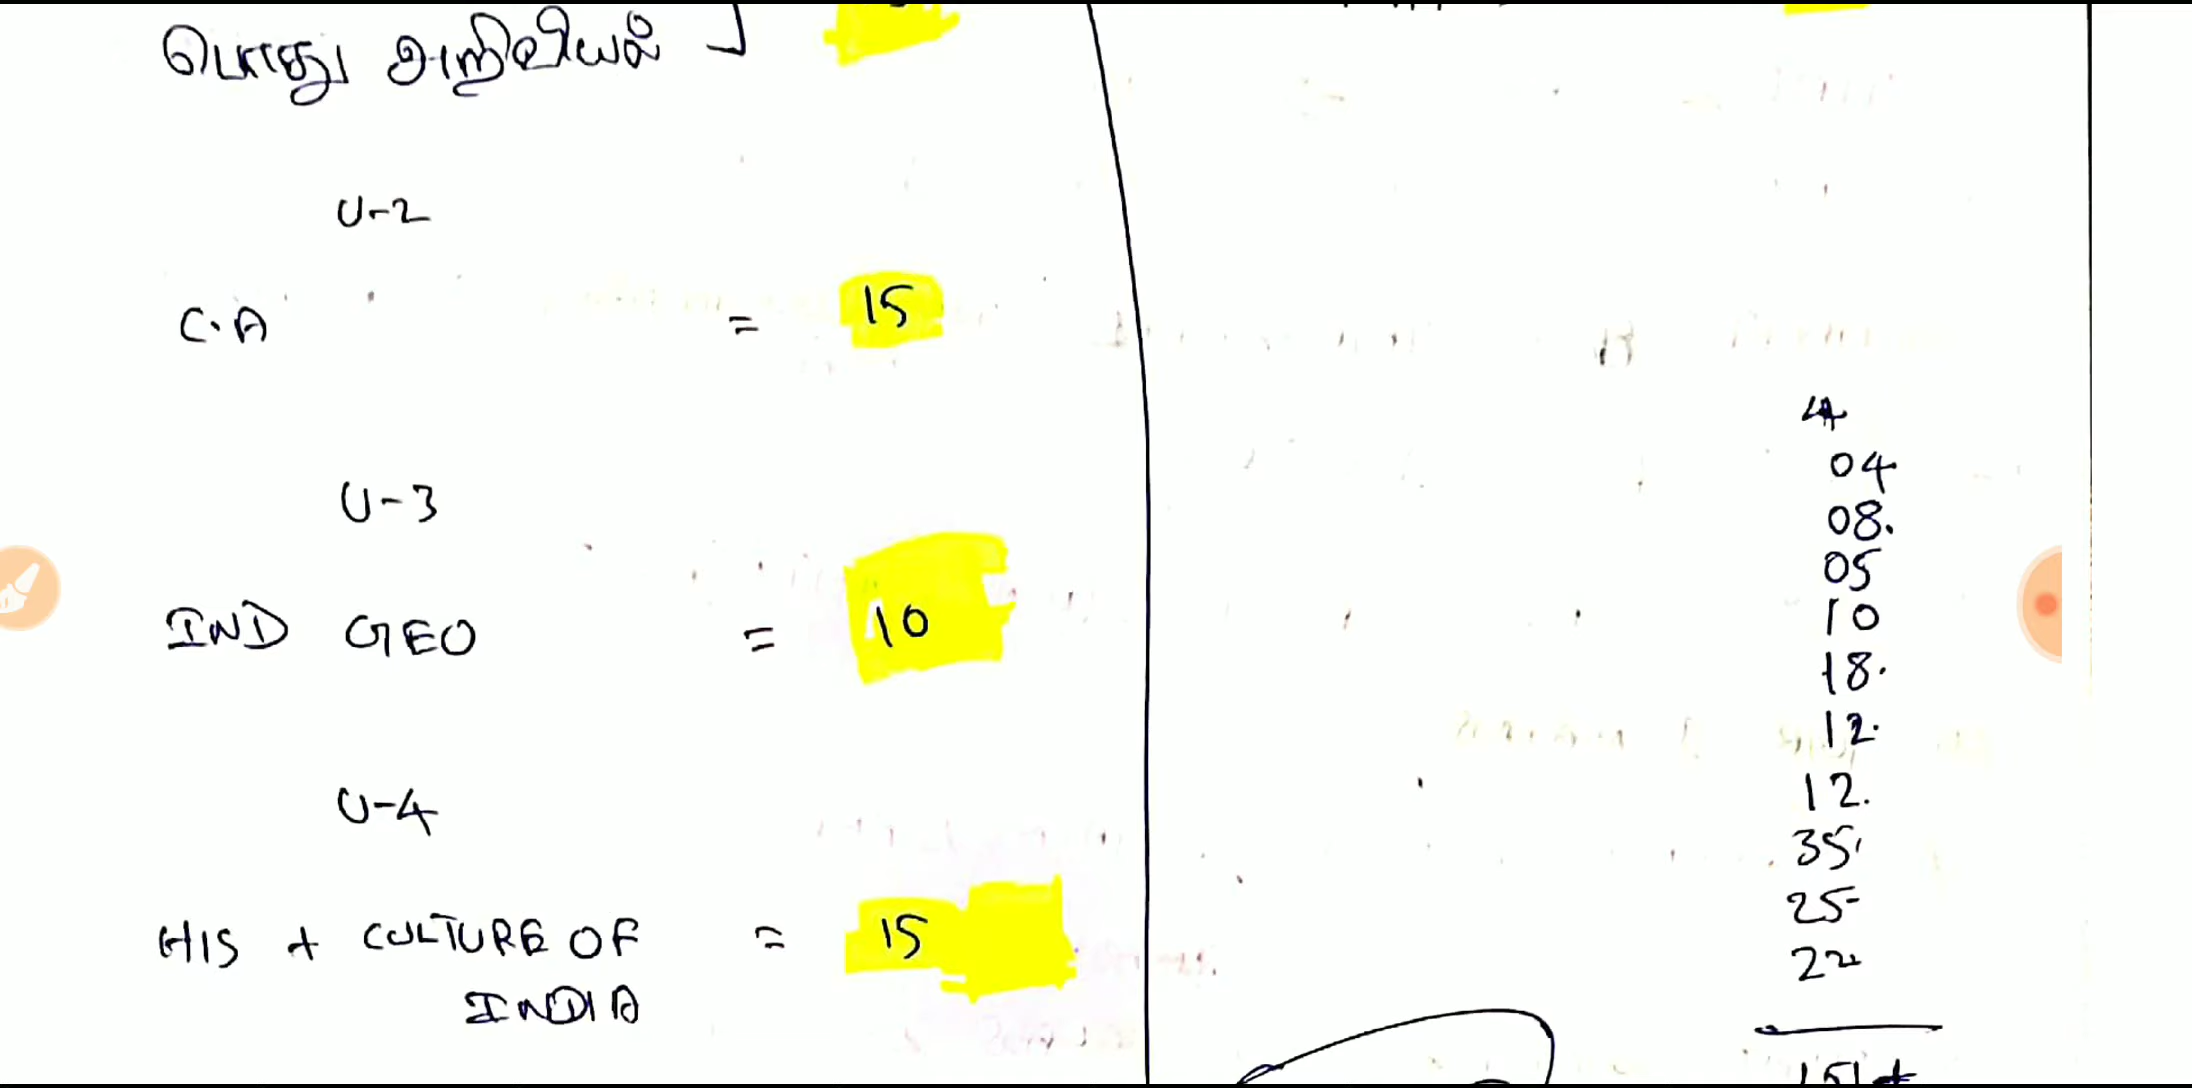 பொது அறிவியல்
U-2
C.A = 15
U-3
IND GEO = 10
U-4
HIS + CULTURE OF = 15
INDIA
04
08.
05
10
18.
12.
12.
35
25
22
151+